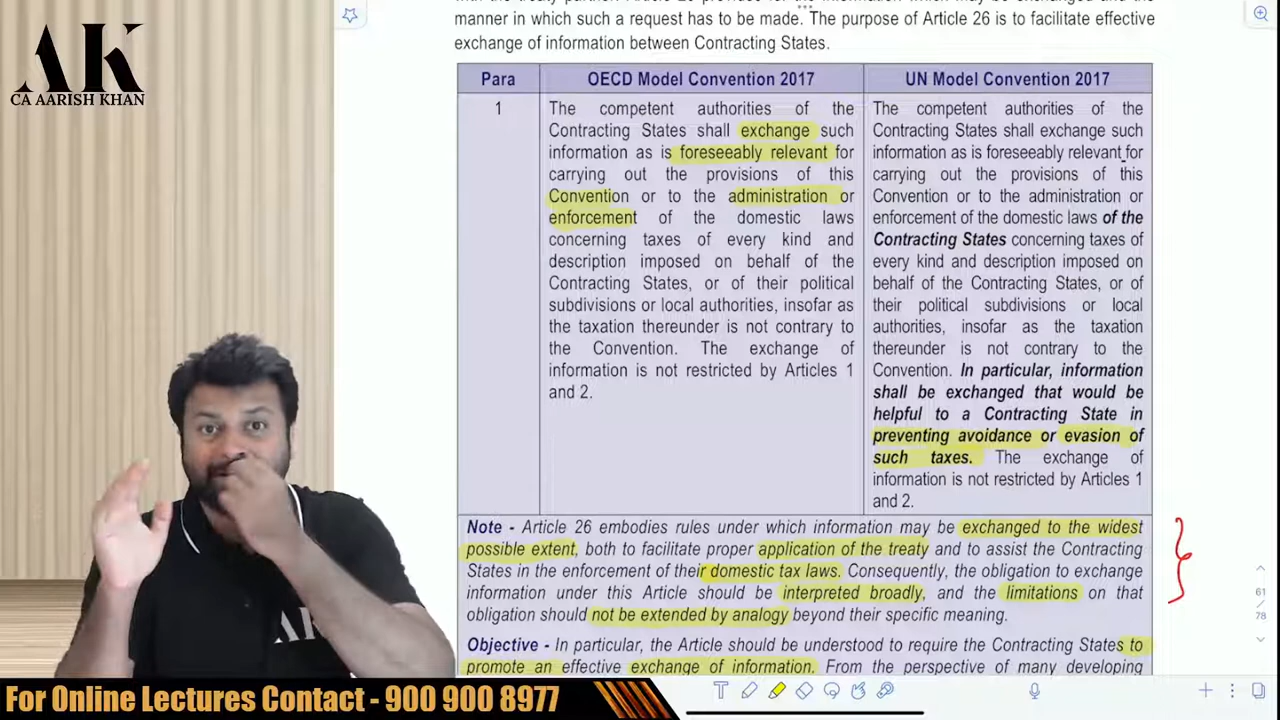 manner in which such a request has to be made. The purpose of Article 26 is to facilitate effective
exchange of information between Contracting States.
AK
CA AARISH KHAN
Para
OECD Model Convention 2017
UN Model Convention 2017
1
The competent authorities of the
Contracting States shall exchange such
information as is foreseeably relevant for
carrying out the provisions of this
Convention or to the administration or
enforcement of the domestic laws
concerning taxes of every kind and
description imposed on behalf of the
Contracting States, or of their political
subdivisions or local authorities, insofar as
the taxation thereunder is not contrary to
the Convention. The exchange of
information is not restricted by Articles 1
and 2.
The competent authorities of the
Contracting States shall exchange such
information as is foreseeably relevant for
carrying out the provisions of this
Convention or to the administration or
enforcement of the domestic laws of the
Contracting States concerning taxes of
every kind and description imposed on
behalf of the Contracting States, or of
their political subdivisions or local
authorities, insofar as the taxation
thereunder is not contrary to the
Convention. In particular, information
shall be exchanged that would be
helpful to a Contracting State in
preventing avoidance or evasion of
such taxes. The exchange of
information is not restricted by Articles 1
and 2.
Note - Article 26 embodies rules under which information may be exchanged to the widest
possible extent, both to facilitate proper application of the treaty and to assist the Contracting
States in the enforcement of their domestic tax laws. Consequently, the obligation to exchange
information under this Article should be interpreted broadly, and the limitations on that
obligation should not be extended by analogy beyond their specific meaning.
Objective - In particular, the Article should be understood to require the Contracting States to
promote an effective exchange of information. From the perspective of many developing
61
/
78
AK
For Online Lectures Contact - 900 900 8977